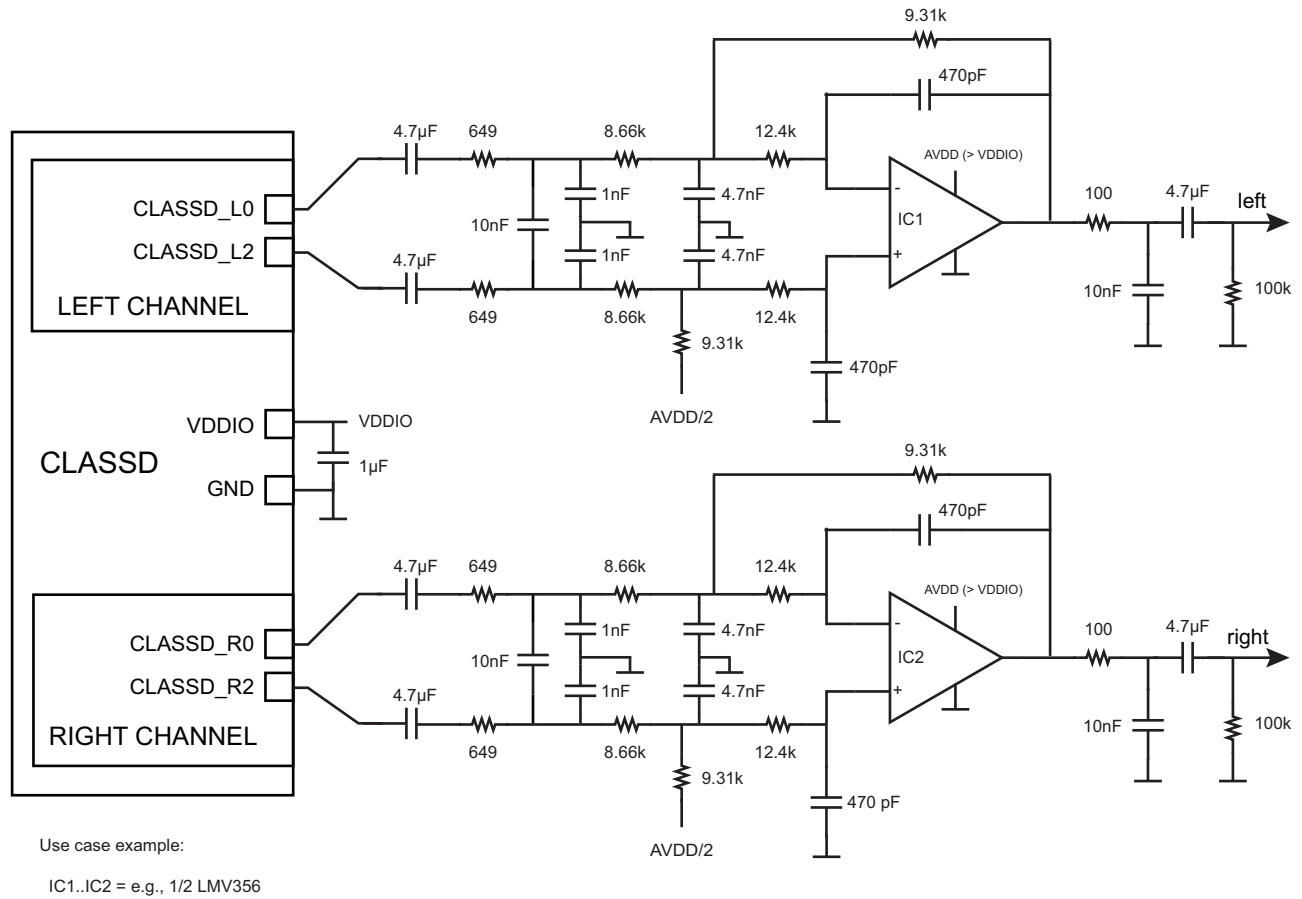 9.31k
470pF
4.7µF
649
8.66k
12.4k
AVDD (> VDDIO)
1nF
4.7nF
-
IC1
100
4.7µF
left
CLASSD_L0
10nF
CLASSD_L2
1nF
4.7nF
+
4.7µF
10nF
100k
LEFT CHANNEL
649
8.66k
12.4k
9.31k
470pF
AVDD/2
VDDIO
VDDIO
CLASSD
1µF
GND
9.31k
470pF
4.7µF
649
8.66k
12.4k
AVDD (> VDDIO)
1nF
4.7nF
-
IC2
100
4.7µF
right
CLASSD_R0
10nF
CLASSD_R2
1nF
4.7nF
+
4.7µF
10nF
100k
RIGHT CHANNEL
649
8.66k
12.4k
9.31k
470 pF
AVDD/2
Use case example:
IC1..IC2 = e.g., 1/2 LMV356